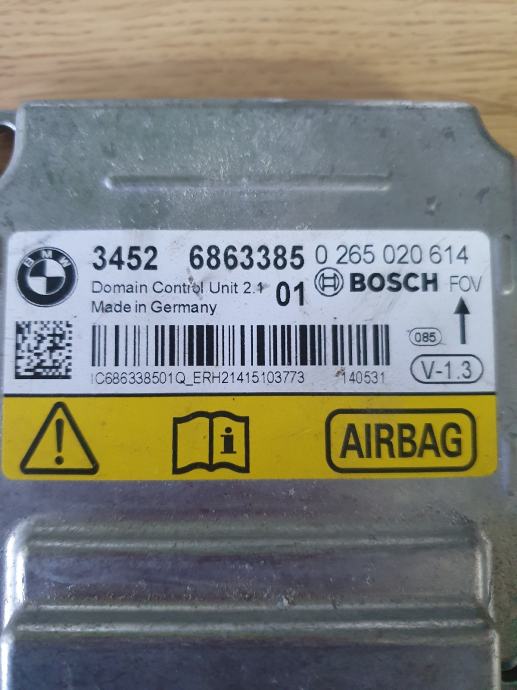 BMW
3452 6863385 0 265 020 614
Domain Control Unit 2.1 01 BOSCH FOV
Made in Germany
085
IC686338501Q_ERH21415103773 140531 V-1.3
AIRBAG